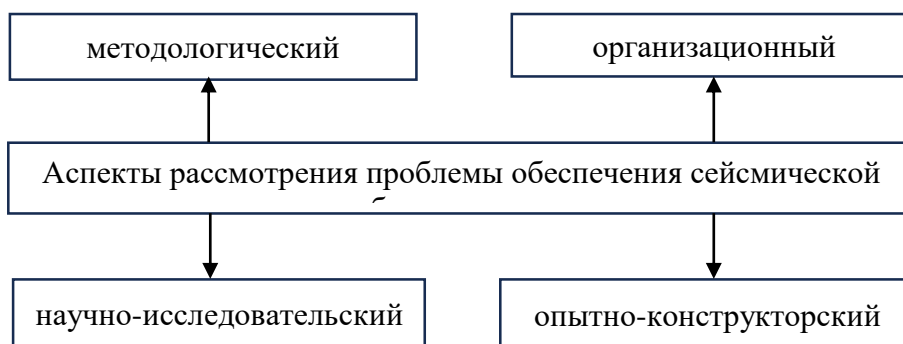 методологический
организационный
Аспекты рассмотрения проблемы обеспечения сейсмической
научно-исследовательский
опытно-конструкторский